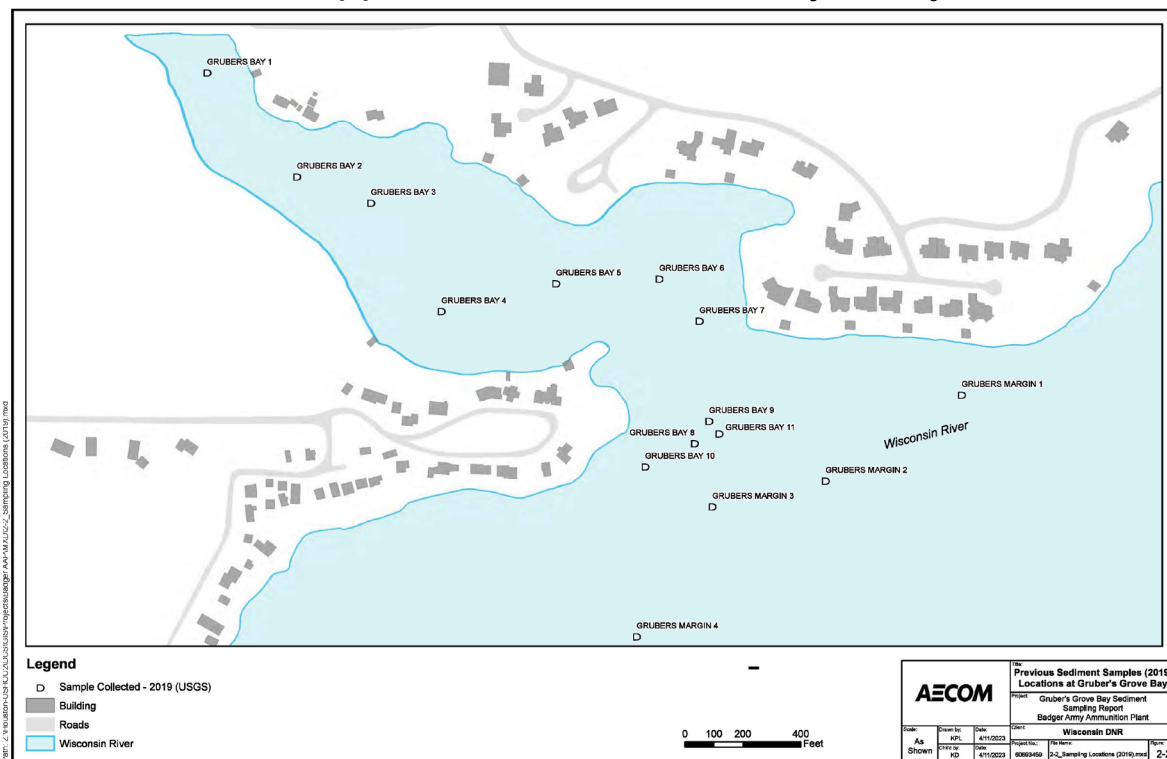 GRUBERS BAY 1
GRUBERS BAY 2
GRUBERS BAY 3
GRUBERS BAY 4
GRUBERS BAY 5
GRUBERS BAY 6
GRUBERS BAY 7
GRUBERS MARGIN 1
GRUBERS BAY 9
GRUBERS BAY 11
GRUBERS BAY 8
GRUBERS BAY 10
Wisconsin River
GRUBERS MARGIN 2
GRUBERS MARGIN 3
GRUBERS MARGIN 4
Legend
Sample Collected - 2019 (USGS)
Building
Roads
Wisconsin River
0 100 200 400
Feet
AECOM
Title:
Previous Sediment Samples (2019
Locations at Gruber's Grove Bay
Project:
Gruber's Grove Bay Sediment
Sampling Report
Badger Army Ammunition Plant
Scale:
As
Shown
Drawn by:
KPL
Date:
4/11/2023
Chk'd by:
KD
Date:
4/11/2023
Client:
Wisconsin DNR
Project No.:
60693459
File Name:
2-2_Sampling Locations (2019).mxd
Figure: